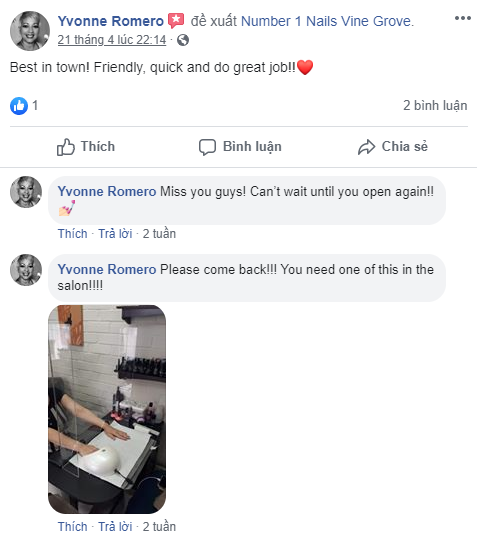 Yvonne Romero đề xuất Number 1 Nails Vine Grove.
21 tháng 4 lúc 22:14 ·
Best in town! Friendly, quick and do great job!!❤️
1
2 bình luận
Thích Bình luận Chia sẻ
Yvonne Romero Miss you guys! Can't wait until you open again!!
💅🏻
Thích · Trả lời · 2 tuần
Yvonne Romero Please come back!!! You need one of this in the
salon!!!!
Thích · Trả lời · 2 tuần